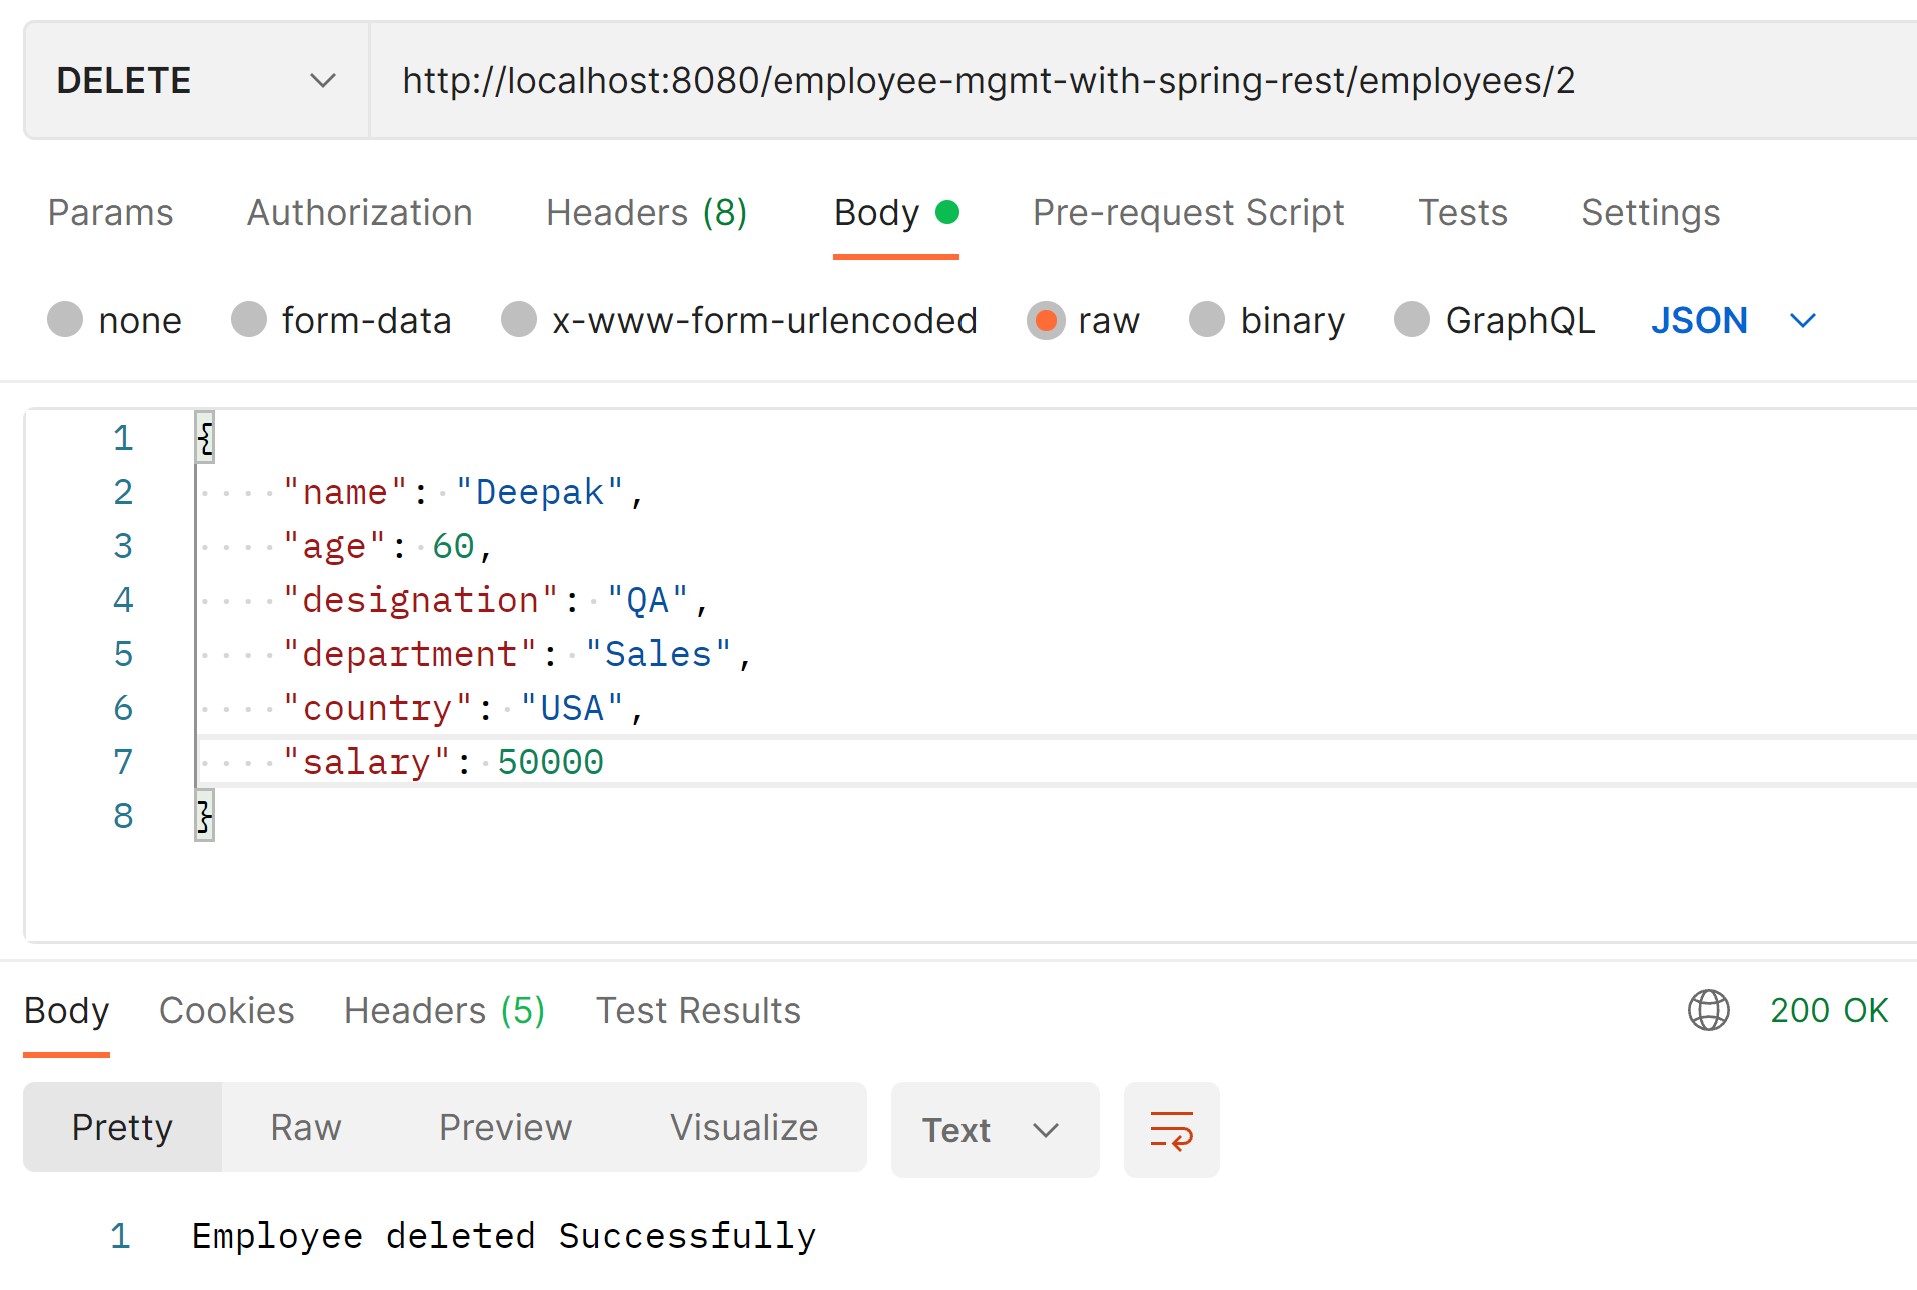 DELETE http://localhost:8080/employee-mgmt-with-spring-rest/employees/2
Params Authorization Headers (8) Body Pre-request Script Tests Settings
none form-data x-www-form-urlencoded raw binary GraphQL JSON
1 {
2 "name": "Deepak",
3 "age": 60,
4 "designation": "QA",
5 "department": "Sales",
6 "country": "USA",
7 "salary": 50000
8 }
Body Cookies Headers (5) Test Results 200 OK
Pretty Raw Preview Visualize Text
1 Employee deleted Successfully